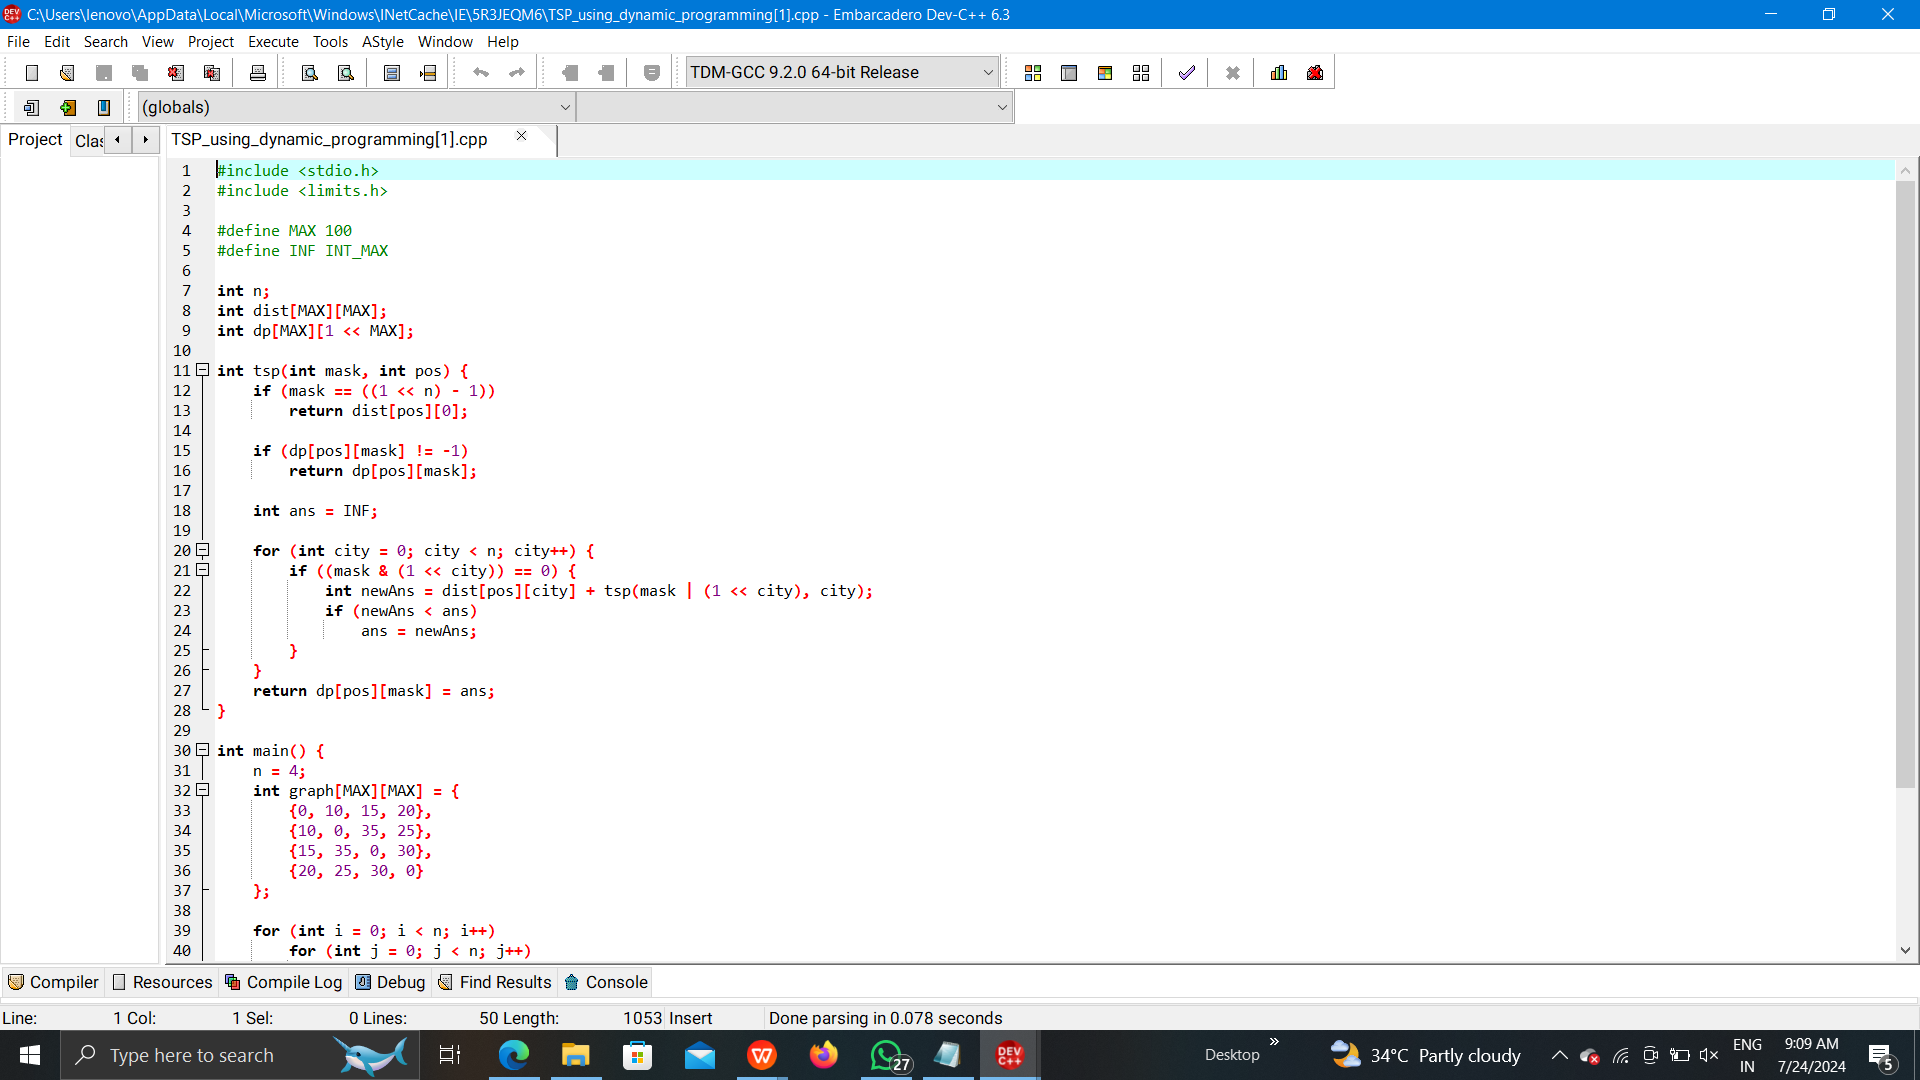 C:\Users\lenovo\AppData\Local\Microsoft\Windows\INetCache\IE\5R3JEQM6\TSP_using_dynamic_programming[1].cpp - Embarcadero Dev-C++ 6.3
File Edit Search View Project Execute Tools AStyle Window Help
TDM-GCC 9.2.0 64-bit Release
(globals)
Project Clas TSP_using_dynamic_programming[1].cpp
1 #include <stdio.h>
2 #include <limits.h>
3
4 #define MAX 100
5 #define INF INT_MAX
6
7 int n;
8 int dist[MAX][MAX];
9 int dp[MAX][1 << MAX];
10
11 int tsp(int mask, int pos) {
12     if (mask == ((1 << n) - 1))
13         return dist[pos][0];
14
15     if (dp[pos][mask] != -1)
16         return dp[pos][mask];
17
18     int ans = INF;
19
20     for (int city = 0; city < n; city++) {
21         if ((mask & (1 << city)) == 0) {
22             int newAns = dist[pos][city] + tsp(mask | (1 << city), city);
23             if (newAns < ans)
24                 ans = newAns;
25         }
26     }
27     return dp[pos][mask] = ans;
28 }
29
30 int main() {
31     n = 4;
32     int graph[MAX][MAX] = {
33         {0, 10, 15, 20},
34         {10, 0, 35, 25},
35         {15, 35, 0, 30},
36         {20, 25, 30, 0}
37     };
38
39     for (int i = 0; i < n; i++)
40         for (int j = 0; j < n; j++)
Compiler Resources Compile Log Debug Find Results Console
Line: 1 Col: 1 Sel: 0 Lines: 50 Length: 1053 Insert Done parsing in 0.078 seconds
Type here to search
DEV C++
27
Desktop
34°C Partly cloudy
ENG
IN
9:09 AM
7/24/2024
5